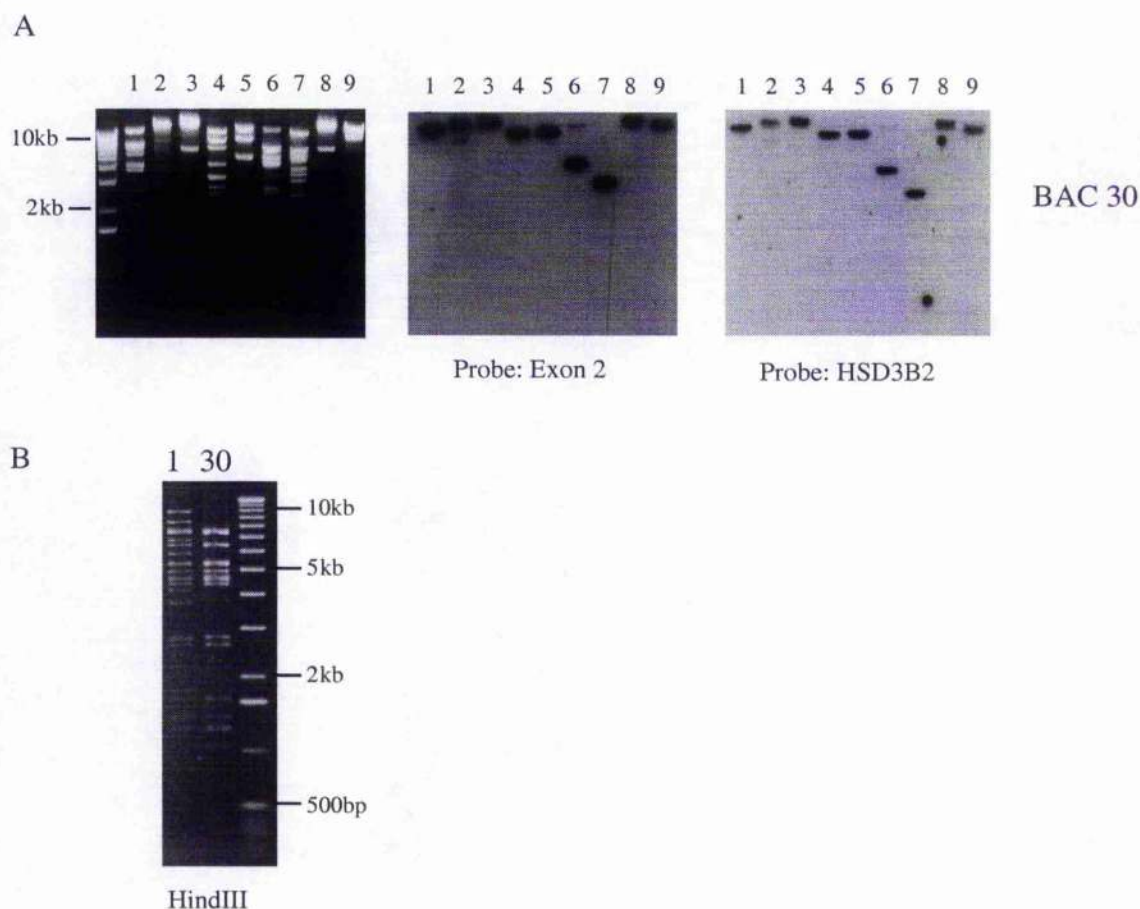 A
1 2 3 4 5 6 7 8 9
1 2 3 4 5 6 7 8 9
1 2 3 4 5 6 7 8 9
10kb
2kb
BAC 30
Probe: Exon 2
Probe: HSD3B2
B
1 30
10kb
5kb
2kb
500bp
HindIII